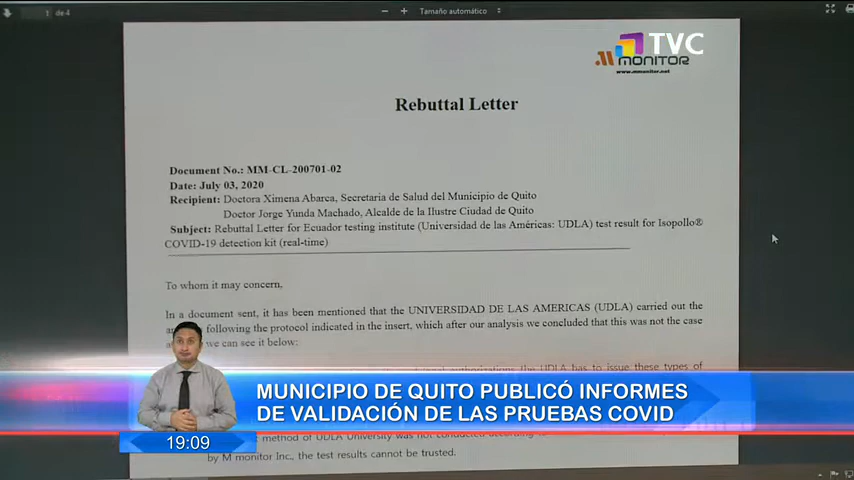 1 de 4
Tamaño automático
TVC
MONITOR
www.mmonitor.net
Rebuttal Letter
Document No.: MM-CL-200701-02
Date: July 03, 2020
Recipient: Doctora Ximena Abarca, Secretaria de Salud del Municipio de Quito
Doctor Jorge Yunda Machado, Alcalde de la Ilustre Ciudad de Quito
Subject: Rebuttal Letter for Ecuador testing institute (Universidad de las Américas: UDLA) test result for Isopollo®
COVID-19 detection kit (real-time)
To whom it may concern,
In a document sent, it has been mentioned that the UNIVERSIDAD DE LAS AMERICAS (UDLA) carried out the
following the protocol indicated in the insert, which after our analysis we concluded that this was not the case
we can see it below:
authorizations, the UDLA has to issue these types of
MUNICIPIO DE QUITO PUBLICÓ INFORMES
DE VALIDACIÓN DE LAS PRUEBAS COVID
19:09
method of UDLA University was not conducted according to
by M monitor Inc., the test results cannot be trusted.